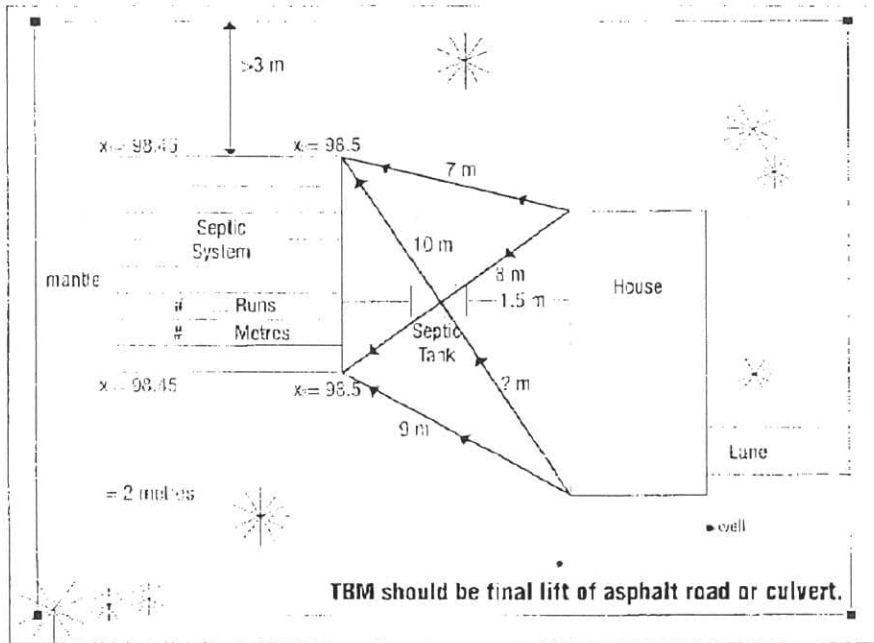 >3 m
x = 98.45
x = 98.5
7 m
Septic
System
10 m
8 m
mantle
House
# Runs
1.5 m
# Metres
Septic
Tank
? m
x = 98.45
x = 98.5
9 m
Lane
= 2 metres
well
TBM should be final lift of asphalt road or culvert.